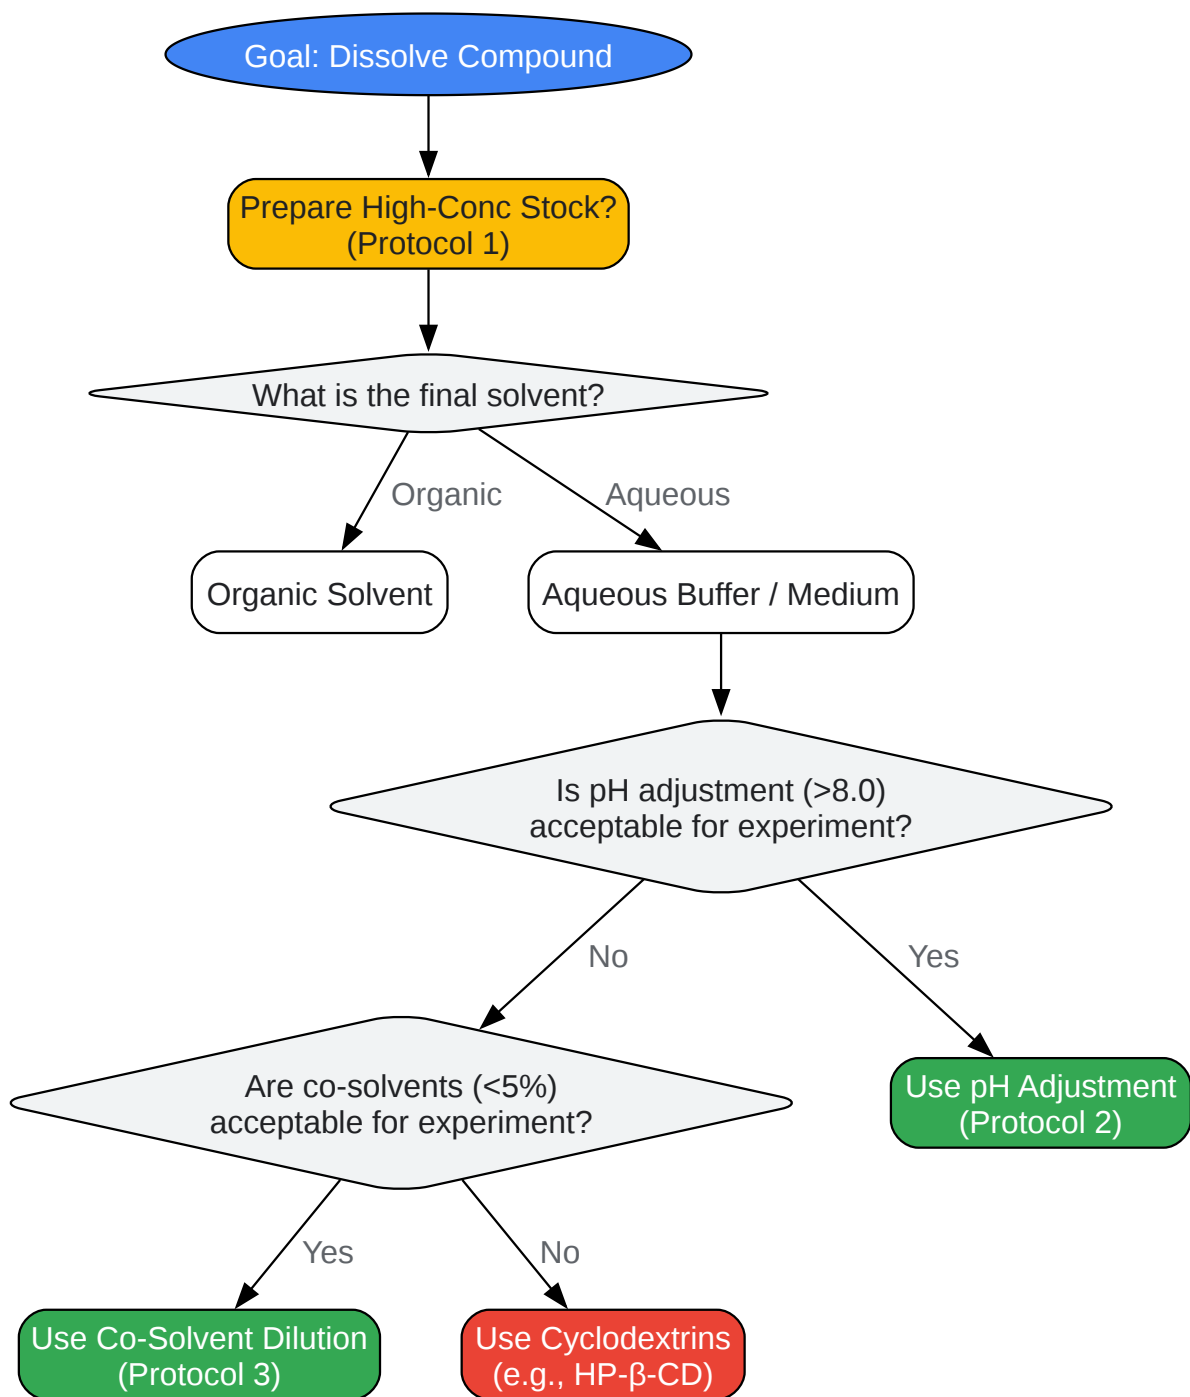 Goal: Dissolve Compound
Prepare High-Conc Stock?
(Protocol 1)
What is the final solvent?
Organic
Aqueous
Organic Solvent
Aqueous Buffer / Medium
Is pH adjustment (>8.0)
acceptable for experiment?
No
Yes
Are co-solvents (<5%)
acceptable for experiment?
Use pH Adjustment
(Protocol 2)
Yes
No
Use Co-Solvent Dilution
(Protocol 3)
Use Cyclodextrins
(e.g., HP-β-CD)